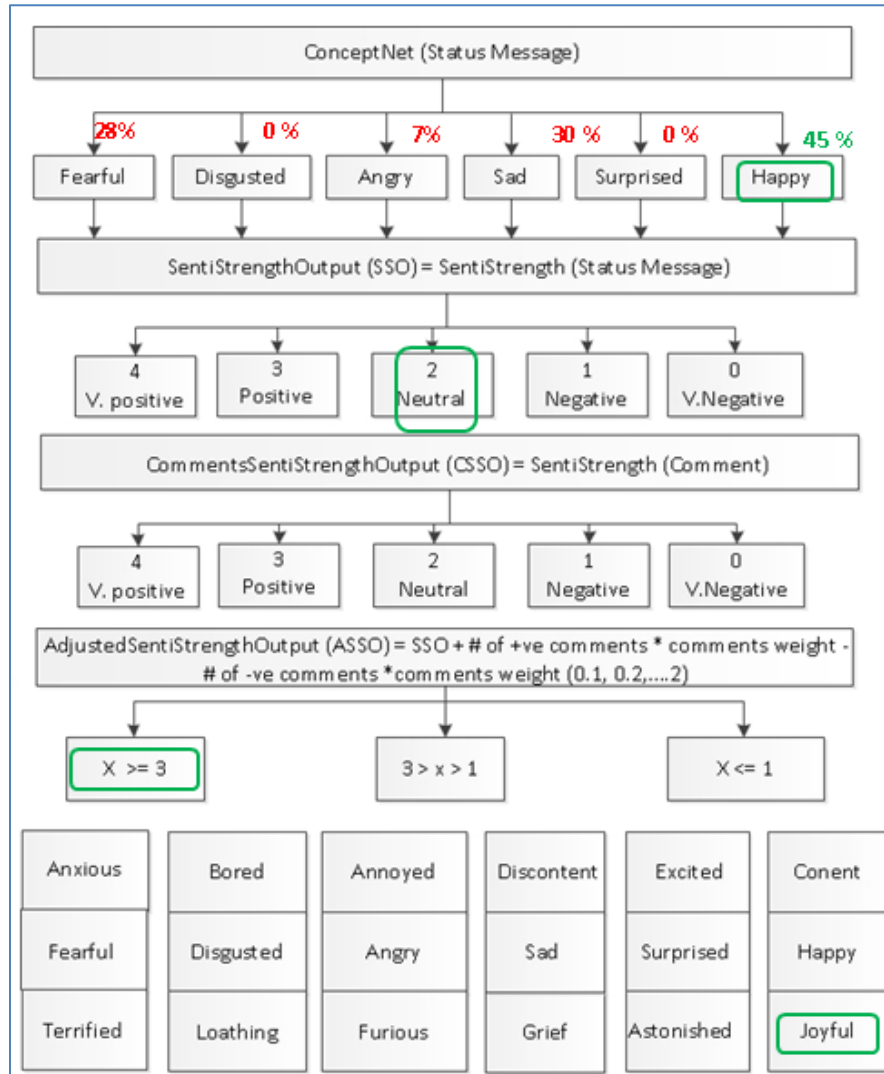 ConceptNet (Status Message)
28% 0 % 7% 30 % 0 % 45 %
Fearful Disgusted Angry Sad Surprised Happy
SentiStrengthOutput (SSO) = SentiStrength (Status Message)
4 3 2 1 0
V. positive Positive Neutral Negative V.Negative
CommentsSentiStrengthOutput (CSSO) = SentiStrength (Comment)
4 3 2 1 0
V. positive Positive Neutral Negative V.Negative
AdjustedSentiStrengthOutput (ASSO) = SSO + # of +ve comments * comments weight -
# of -ve comments *comments weight (0.1, 0.2,....2)
X >= 3 3 > x > 1 X <= 1
Anxious Bored Annoyed Discontent Excited Conent
Fearful Disgusted Angry Sad Surprised Happy
Terrified Loathing Furious Grief Astonished Joyful